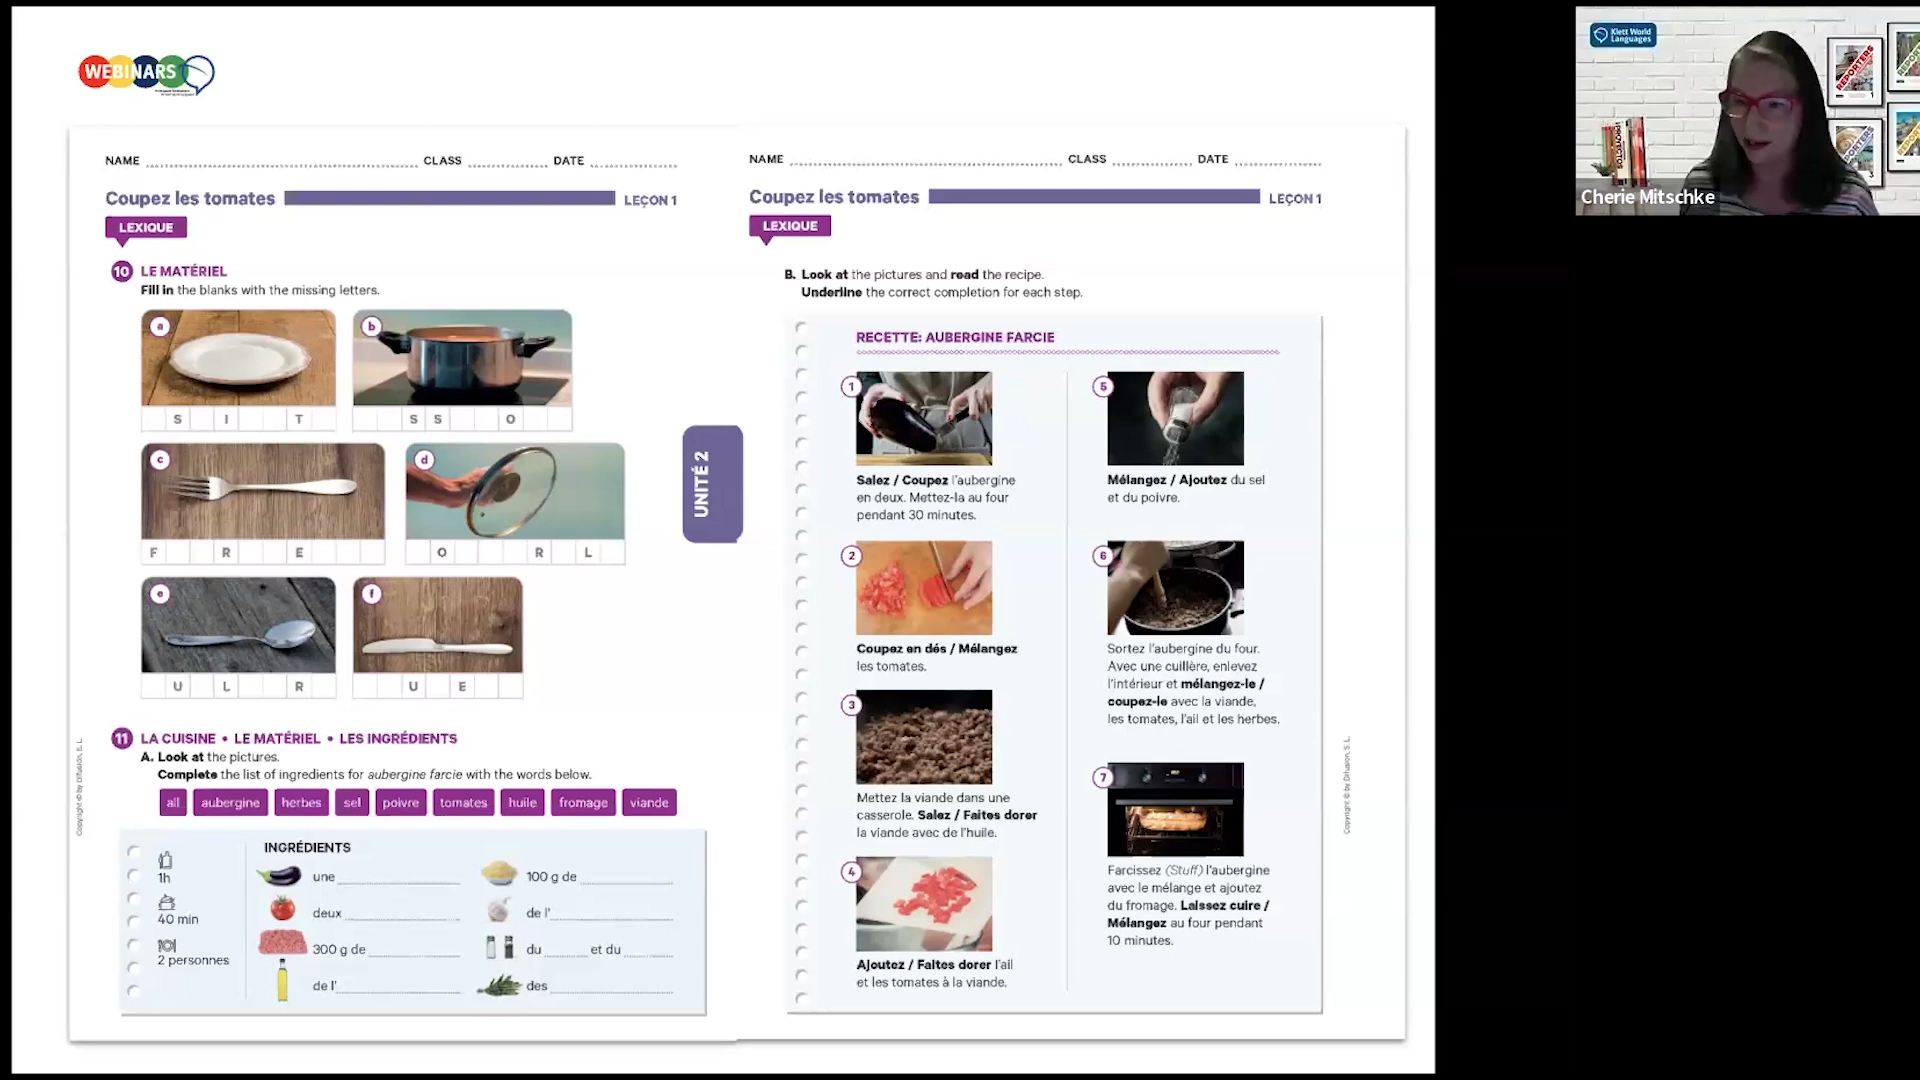 WEBINARS
NAME CLASS DATE
Coupez les tomates LEÇON 1
LEXIQUE
10 LE MATÉRIEL
Fill in the blanks with the missing letters.
a
S I T
b
S S O
c
F R E
d
O R L
e
U L R
f
U E
11 LA CUISINE • LE MATÉRIEL • LES INGRÉDIENTS
A. Look at the pictures.
Complete the list of ingredients for aubergine farcie with the words below.
ail aubergine herbes sel poivre tomates huile fromage viande
INGRÉDIENTS
1h
40 min
2 personnes
une
deux
300 g de
de l'
100 g de
de l'
du et du
des
Copyright © by Difusion, S. L.
UNITÉ 2
NAME CLASS DATE
Coupez les tomates LEÇON 1
LEXIQUE
B. Look at the pictures and read the recipe.
Underline the correct completion for each step.
RECETTE: AUBERGINE FARCIE
1
Salez / Coupez l'aubergine
en deux. Mettez-la au four
pendant 30 minutes.
2
Coupez en dés / Mélangez
les tomates.
3
Mettez la viande dans une
casserole. Salez / Faites dorer
la viande avec de l'huile.
4
Ajoutez / Faites dorer l'ail
et les tomates à la viande.
5
Mélangez / Ajoutez du sel
et du poivre.
6
Sortez l'aubergine du four.
Avec une cuillère, enlevez
l'intérieur et mélangez-le /
coupez-le avec la viande,
les tomates, l'ail et les herbes.
7
Farcissez (Stuff) l'aubergine
avec le mélange et ajoutez
du fromage. Laissez cuire /
Mélangez au four pendant
10 minutes.
Copyright © by Difusion, S. L.
Klett World
Languages
REPORTERS
1
REPORTERS
3
Cherie Mitschke